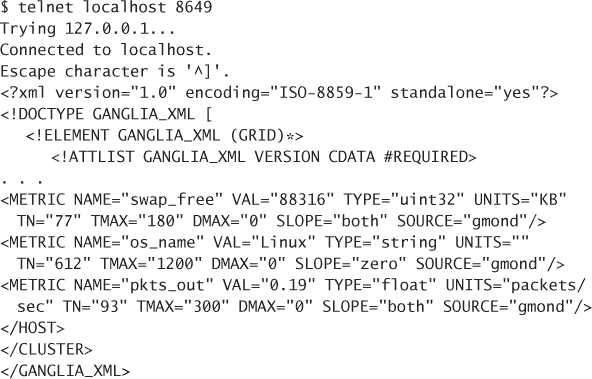 $ telnet localhost 8649
Trying 127.0.0.1...
Connected to localhost.
Escape character is '^]'.
<?xml version="1.0" encoding="ISO-8859-1" standalone="yes"?>
<!DOCTYPE GANGLIA_XML [
<!ELEMENT GANGLIA_XML (GRID)*>
<!ATTLIST GANGLIA_XML VERSION CDATA #REQUIRED>
. . .
<METRIC NAME="swap_free" VAL="88316" TYPE="uint32" UNITS="KB"
TN="77" TMAX="180" DMAX="0" SLOPE="both" SOURCE="gmond"/>
<METRIC NAME="os_name" VAL="Linux" TYPE="string" UNITS=""
TN="612" TMAX="1200" DMAX="0" SLOPE="zero" SOURCE="gmond"/>
<METRIC NAME="pkts_out" VAL="0.19" TYPE="float" UNITS="packets/
sec" TN="93" TMAX="300" DMAX="0" SLOPE="both" SOURCE="gmond"/>
</HOST>
</CLUSTER>
</GANGLIA_XML>